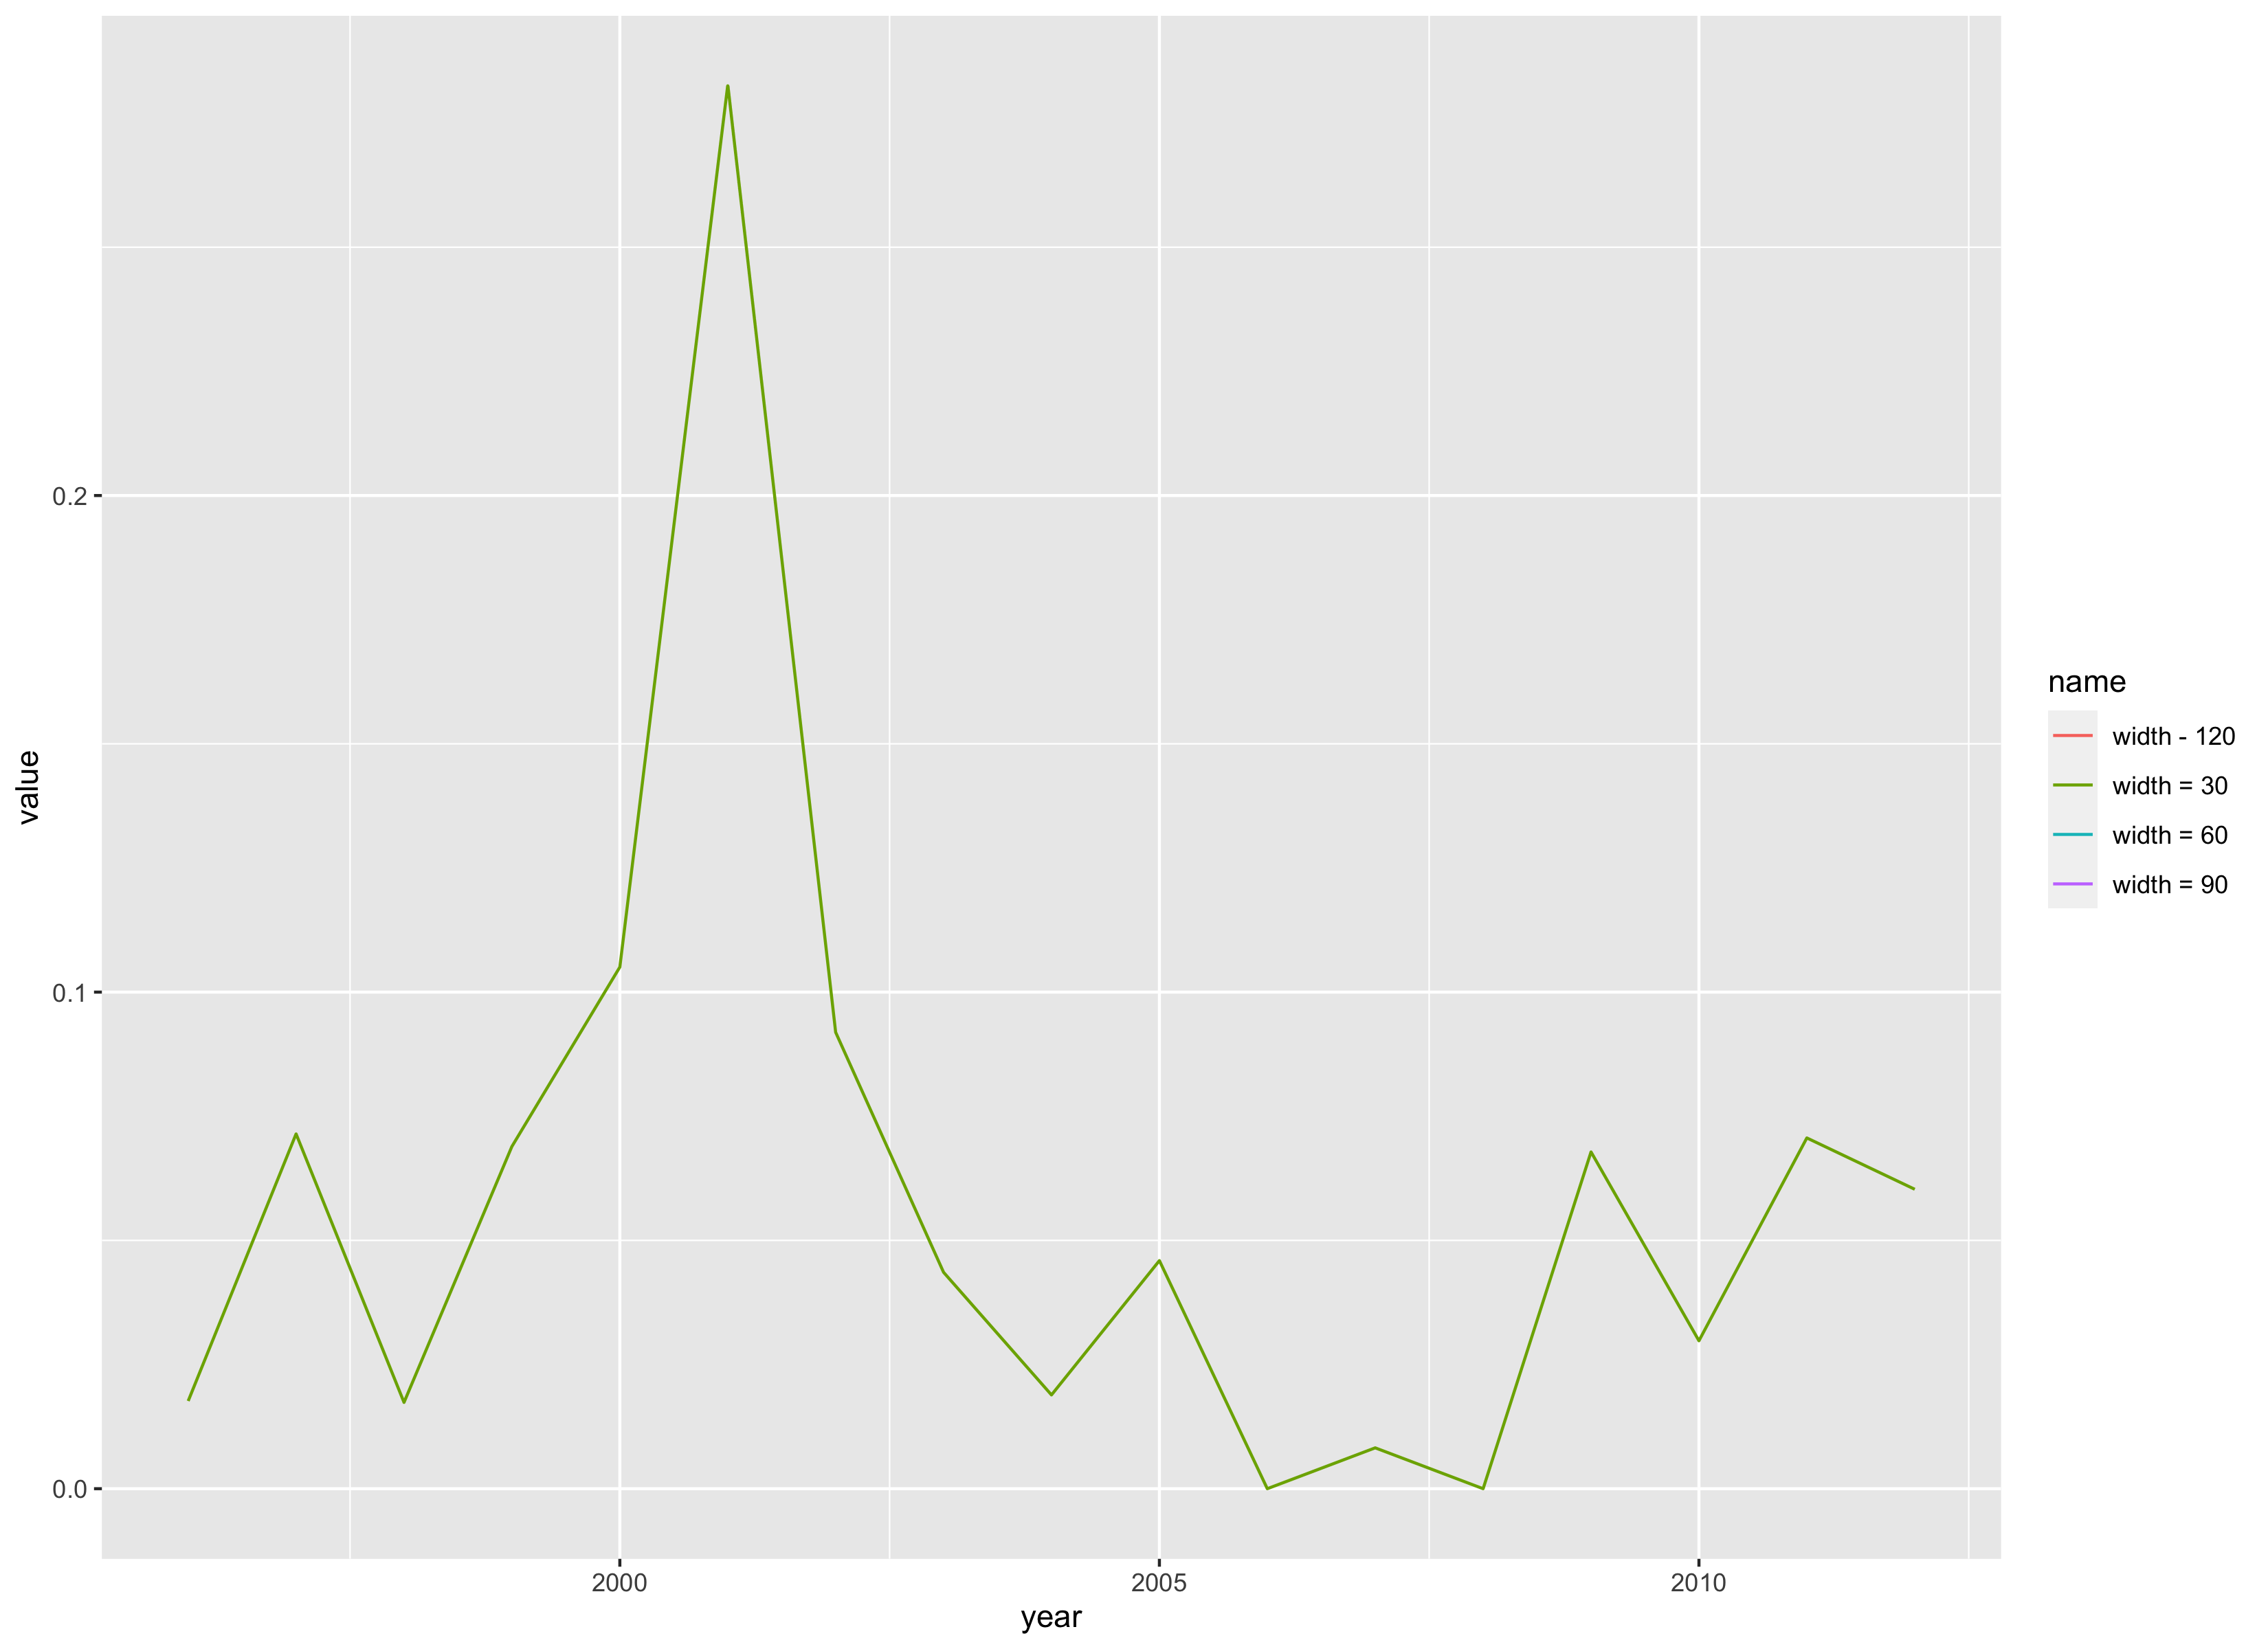 value
0.2
0.1
0.0
2000
2005
2010
year
name
width - 120
width = 30
width = 60
width = 90